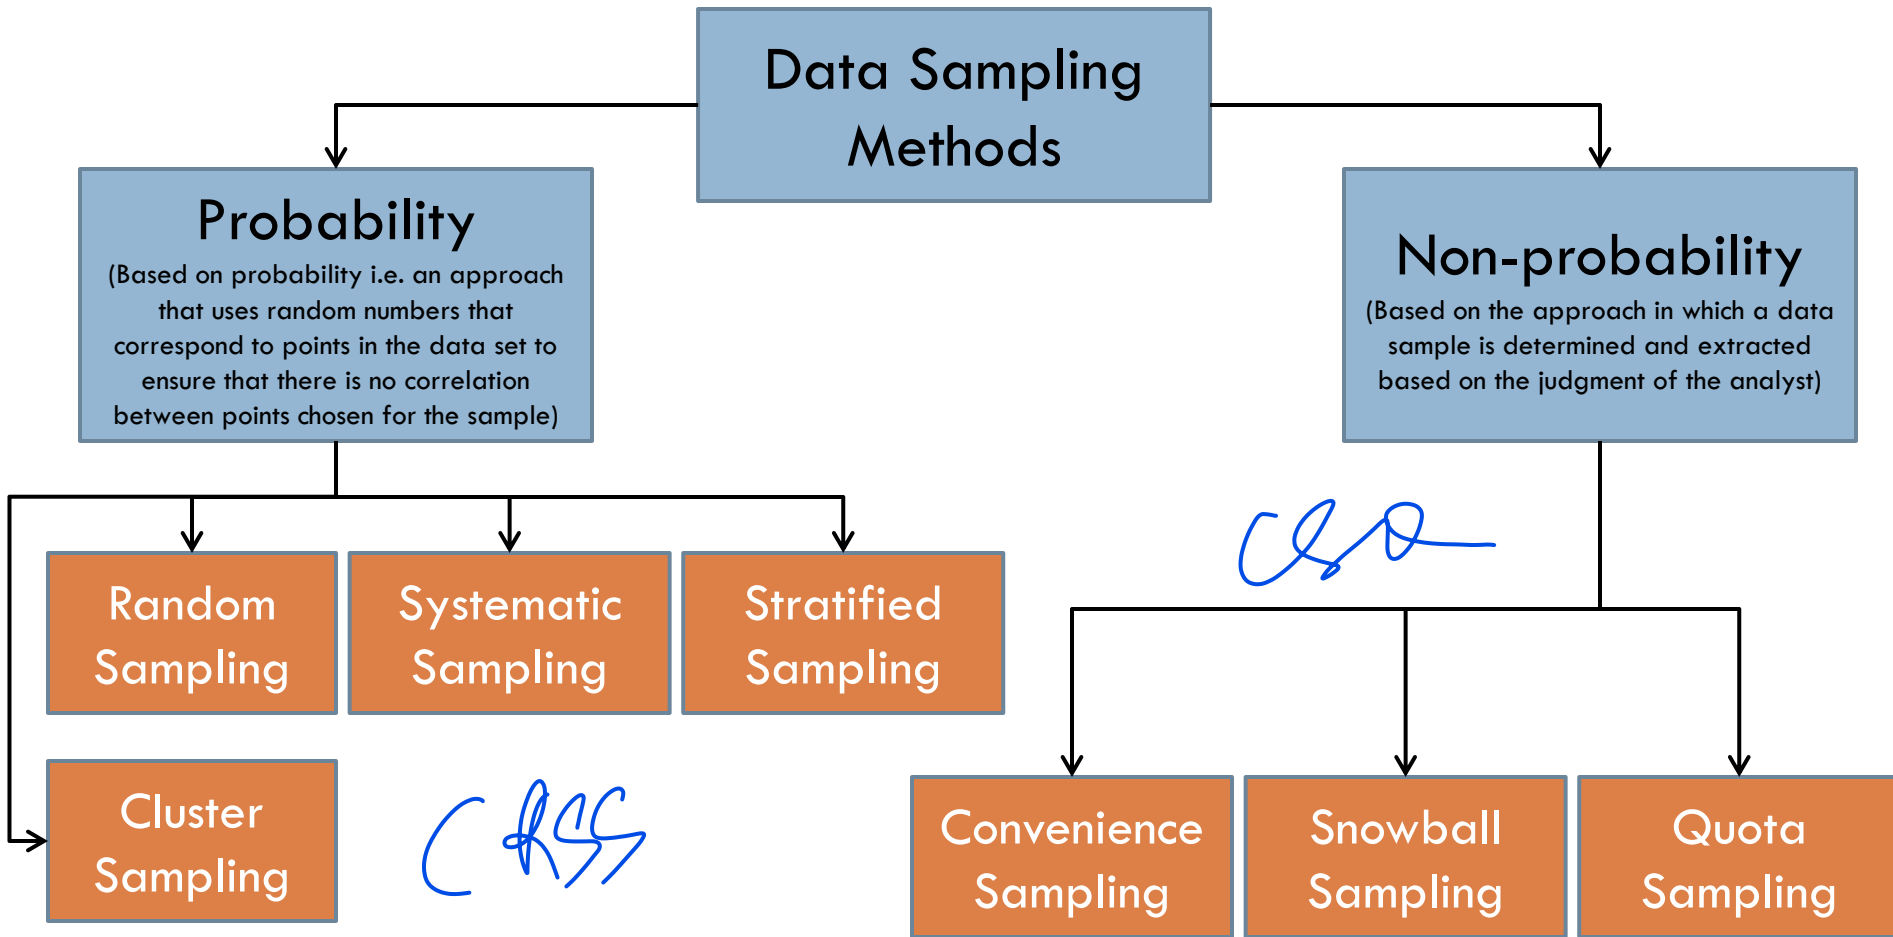 Data Sampling
Methods
Probability
(Based on probability i.e. an approach
that uses random numbers that
correspond to points in the data set to
ensure that there is no correlation
between points chosen for the sample)
Non-probability
(Based on the approach in which a data
sample is determined and extracted
based on the judgment of the analyst)
Random
Sampling
Systematic
Sampling
Stratified
Sampling
Cluster
Sampling
CRSS
Convenience
Sampling
Snowball
Sampling
Quota
Sampling